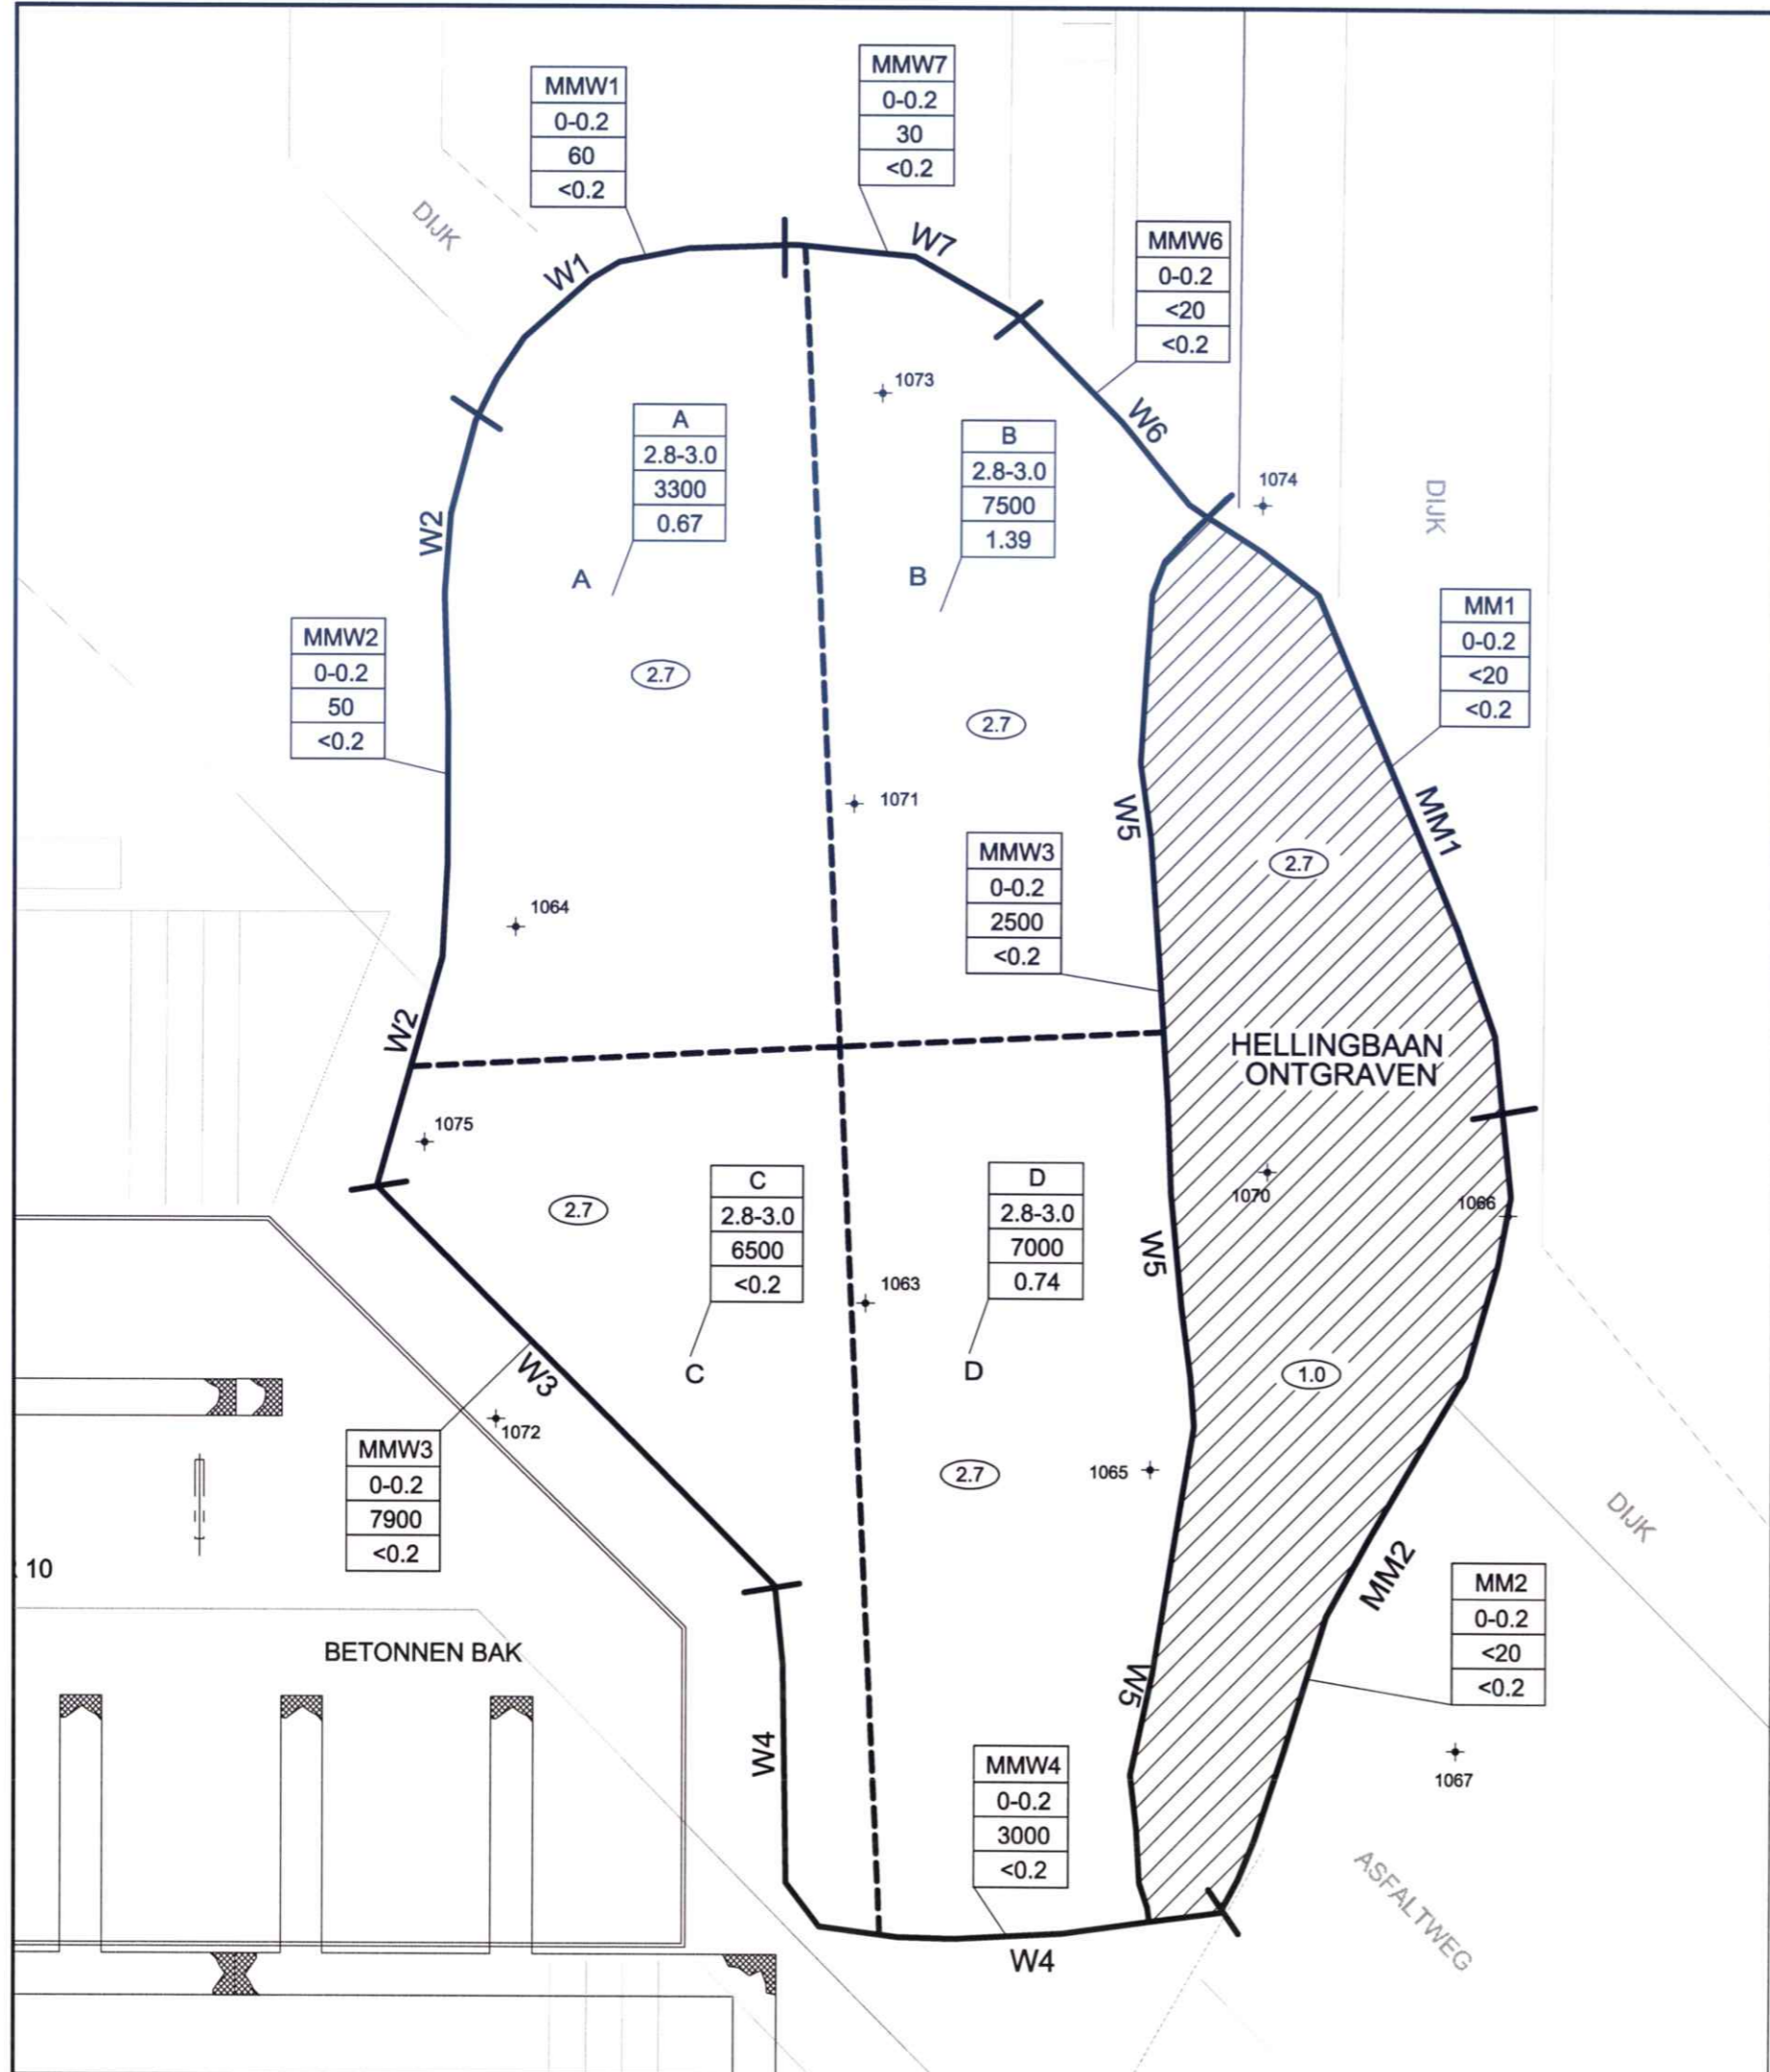 MMW1
0-0.2
60
<0.2
MMW7
0-0.2
30
<0.2
DIJK
W1
W7
MMW6
0-0.2
<20
<0.2
W6
1073
A
2.8-3.0
3300
0.67
B
2.8-3.0
7500
1.39
1074
DIJK
W2
A
B
MMW2
0-0.2
50
<0.2
MM1
0-0.2
<20
<0.2
2.7
2.7
1071
W5
MM1
MMW3
0-0.2
2500
<0.2
2.7
1064
W2
HELLINGBAAN
ONTGRAVEN
1075
C
2.8-3.0
6500
<0.2
D
2.8-3.0
7000
0.74
2.7
1070
1066
W5
1063
W3
C
D
1.0
1072
MMW3
0-0.2
7900
<0.2
2.7
1065
DIJK
10
BETONNEN BAK
MM2
MM2
0-0.2
<20
<0.2
W5
W4
MMW4
0-0.2
3000
<0.2
1067
ASFALTWEG
W4